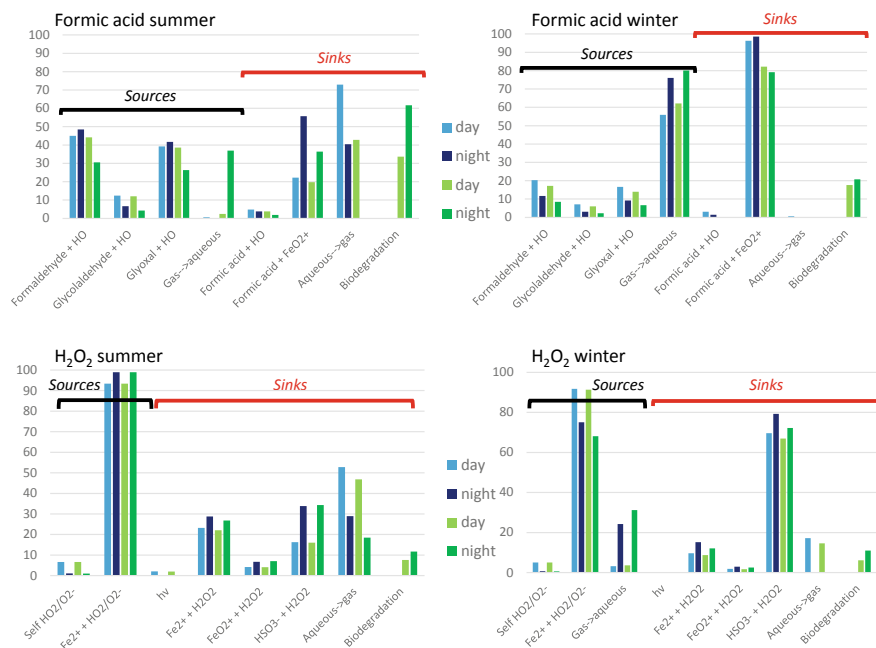 Formic acid summer
100
90
80
70
60
50
40
30
20
10
0
Sources
Sinks
Formaldehyde + HO
Glycolaldehyde + HO
Glyoxal + HO
Gas-->aqueous
Formic acid + HO
Formic acid + FeO2+
Aqueous->gas
Biodegradation
day
night
day
night
Formic acid winter
100
90
80
70
60
50
40
30
20
10
0
Sources
Sinks
Formaldehyde + HO
Glycolaldehyde + HO
Glyoxal + HO
Gas-->aqueous
Formic acid + HO
Formic acid + FeO2+
Aqueous->gas
Biodegradation
H₂O₂ summer
100
90
80
70
60
50
40
30
20
10
0
Sources
Sinks
Self HO2/O2-
Fe2+ + HO2/O2-
hv
Fe2+ + H2O2
FeO2+ + H2O2
HSO3- + H2O2
Aqueous->gas
Biodegradation
day
night
day
night
H₂O₂ winter
100
80
60
40
20
0
Sources
Sinks
Self HO2/O2-
Fe2+ + HO2/O2-
Gas->aqueous
hv
Fe2+ + H2O2
FeO2+ + H2O2
HSO3- + H2O2
Aqueous->gas
Biodegradation